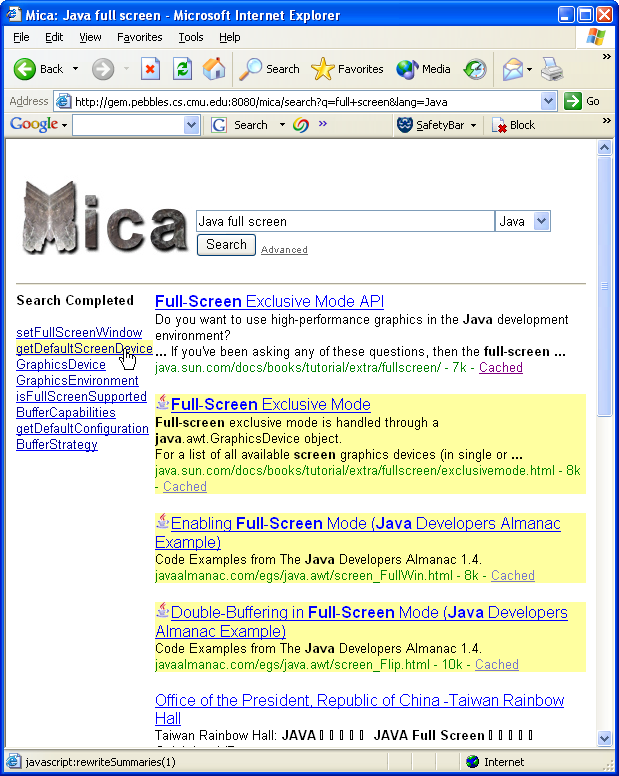 Mica: Java full screen - Microsoft Internet Explorer
File Edit View Favorites Tools Help
Back Search Favorites Media »
Address http://gem.pebbles.cs.cmu.edu:8080/mica/search?q=full+screen&lang=Java Go
Google Search » SafetyBar Block »
Mica
Java full screen Java
Search Advanced
Search Completed
setFullScreenWindow
getDefaultScreenDevice
GraphicsDevice
GraphicsEnvironment
isFullScreenSupported
BufferCapabilities
getDefaultConfiguration
BufferStrategy
Full-Screen Exclusive Mode API
Do you want to use high-performance graphics in the Java development
environment?
... If you've been asking any of these questions, then the full-screen ...
java.sun.com/docs/books/tutorial/extra/fullscreen/ - 7k - Cached
Full-Screen Exclusive Mode
Full-screen exclusive mode is handled through a
java.awt.GraphicsDevice object.
For a list of all available screen graphics devices (in single or ...
java.sun.com/docs/books/tutorial/extra/fullscreen/exclusivemode.html - 8k
- Cached
Enabling Full-Screen Mode (Java Developers Almanac
Example)
Code Examples from The Java Developers Almanac 1.4.
javaalmanac.com/egs/java.awt/screen_FullWin.html - 8k - Cached
Double-Buffering in Full-Screen Mode (Java Developers
Almanac Example)
Code Examples from The Java Developers Almanac 1.4.
javaalmanac.com/egs/java.awt/screen_Flip.html - 10k - Cached
Office of the President, Republic of China -Taiwan Rainbow
Hall
Taiwan Rainbow Hall: JAVA JAVA Full Screen
javascript:rewriteSummaries(1) Internet